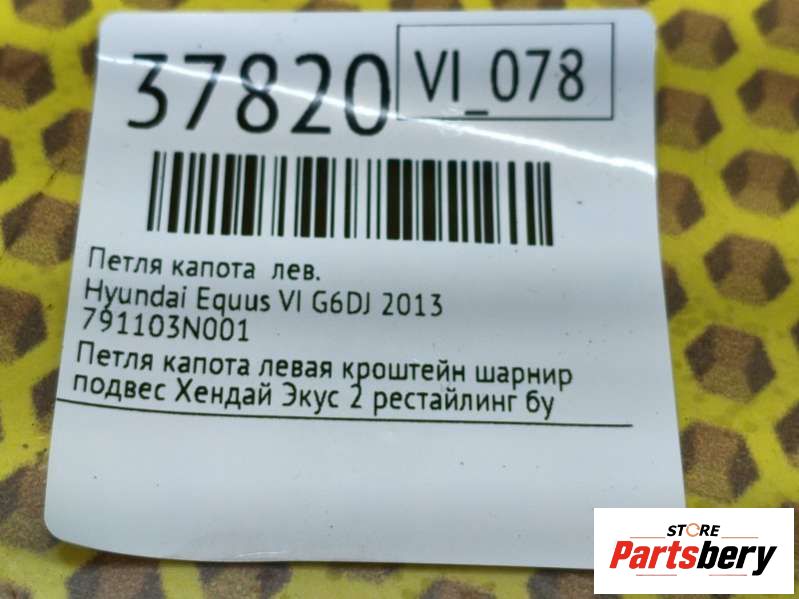 37820
VI_078
Петля капота лев.
Hyundai Equus VI G6DJ 2013
791103N001
Петля капота левая кроштейн шарнир
подвес Хендай Экус 2 рестайлинг бу
STORE
Partsbery